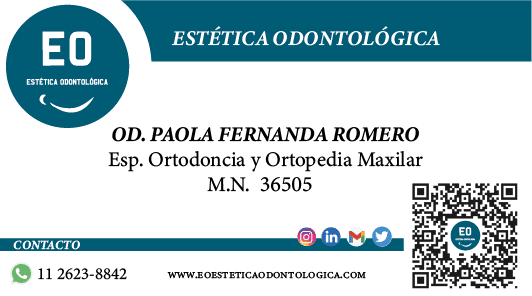 EO
ESTÉTICA ODONTOLÓGICA
ESTÉTICA ODONTOLÓGICA
OD. PAOLA FERNANDA ROMERO
Esp. Ortodoncia y Ortopedia Maxilar
M.N. 36505
CONTACTO
11 2623-8842
WWW.EOESTETICAODONTOLOGICA.COM
EO